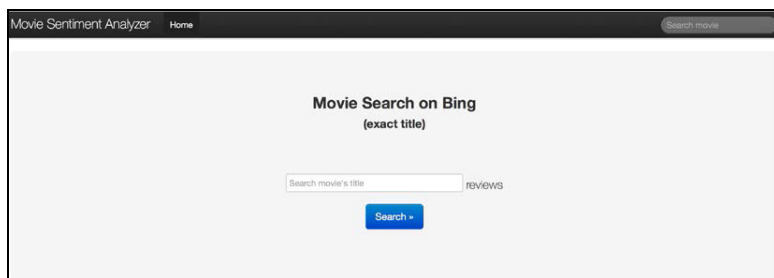 Movie Sentiment Analyzer Home Search movie
Movie Search on Bing
(exact title)
Search movie's title reviews
Search »